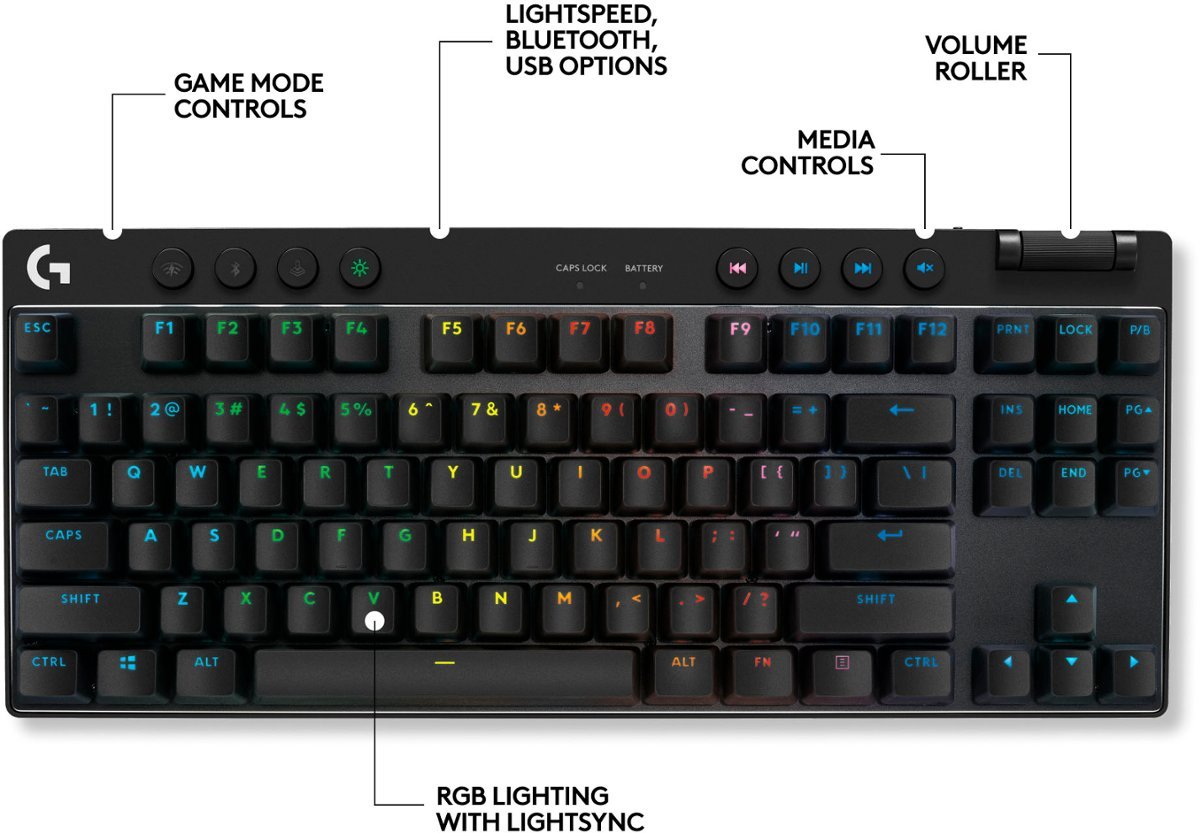 LIGHTSPEED,
BLUETOOTH,
USB OPTIONS
VOLUME
ROLLER
GAME MODE
CONTROLS
MEDIA
CONTROLS
G
CAPS LOCK BATTERY
ESC F1 F2 F3 F4 F5 F6 F7 F8 F9 F10 F11 F12 PRNT LOCK P/B
` ~ 1 ! 2 @ 3 # 4 $ 5 % 6 ^ 7 & 8 * 9 ( 0 ) - _ = + ← INS HOME PG▲
TAB Q W E R T Y U I O P [ { ] } \ | DEL END PG▼
CAPS A S D F G H J K L ; : ' " ↵
SHIFT Z X C V B N M , < . > / ? SHIFT ▲
CTRL ALT — ALT FN CTRL ◀ ▼ ▶
RGB LIGHTING
WITH LIGHTSYNC